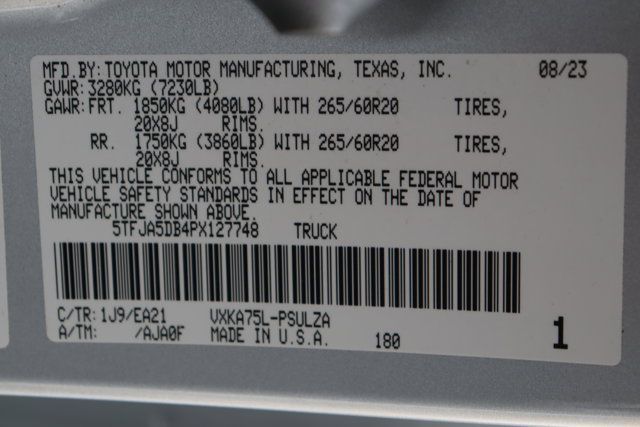 MFD.BY:TOYOTA MOTOR MANUFACTURING, TEXAS, INC. 08/23
GVWR:3280KG (7230LB)
GAWR:FRT. 1850KG (4080LB) WITH 265/60R20 TIRES,
20X8J RIMS.
RR. 1750KG (3860LB) WITH 265/60R20 TIRES,
20X8J RIMS.
THIS VEHICLE CONFORMS TO ALL APPLICABLE FEDERAL MOTOR
VEHICLE SAFETY STANDARDS IN EFFECT ON THE DATE OF
MANUFACTURE SHOWN ABOVE.
5TFJA5DB4PX127748 TRUCK
C/TR:1J9/EA21 VXKA75L-PSULZA
A/TM: /AJA0F MADE IN U.S.A. 180 1